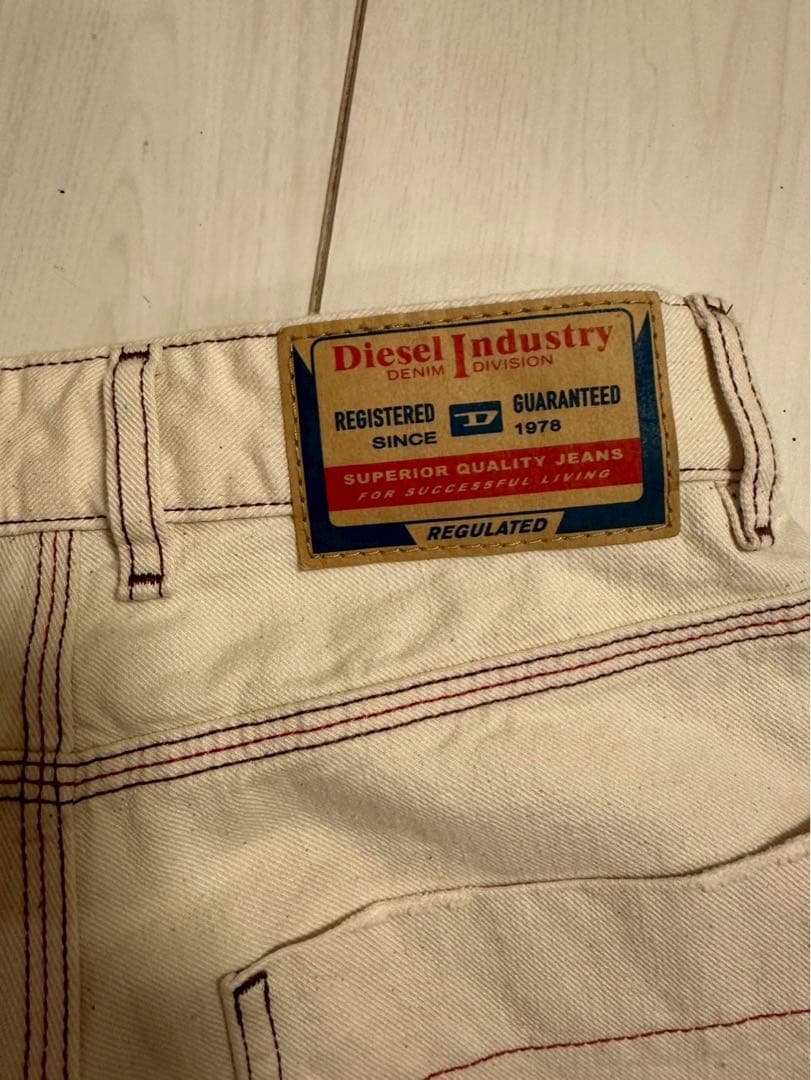 Diesel Industry
DENIM DIVISION
REGISTERED D GUARANTEED
SINCE 1978
SUPERIOR QUALITY JEANS
FOR SUCCESSFUL LIVING
REGULATED